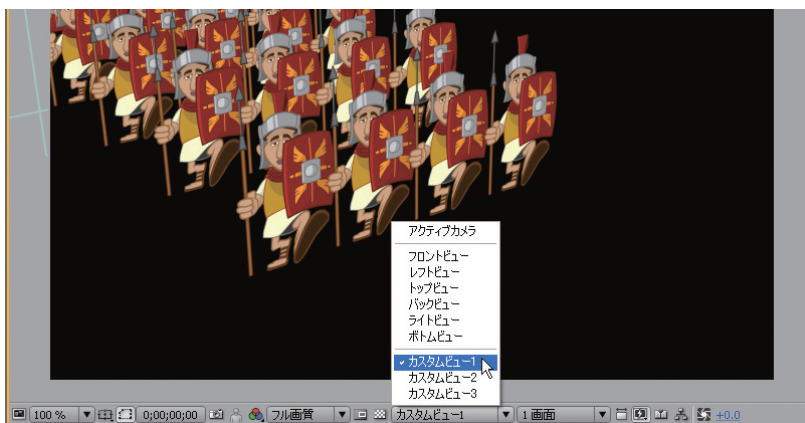 アクティブカメラ
フロントビュー
レフトビュー
トップビュー
バックビュー
ライトビュー
ボトムビュー
カスタムビュー1
カスタムビュー2
カスタムビュー3
100 % 0;00;00;00 フル画質 カスタムビュー1 1 画面 +0.0